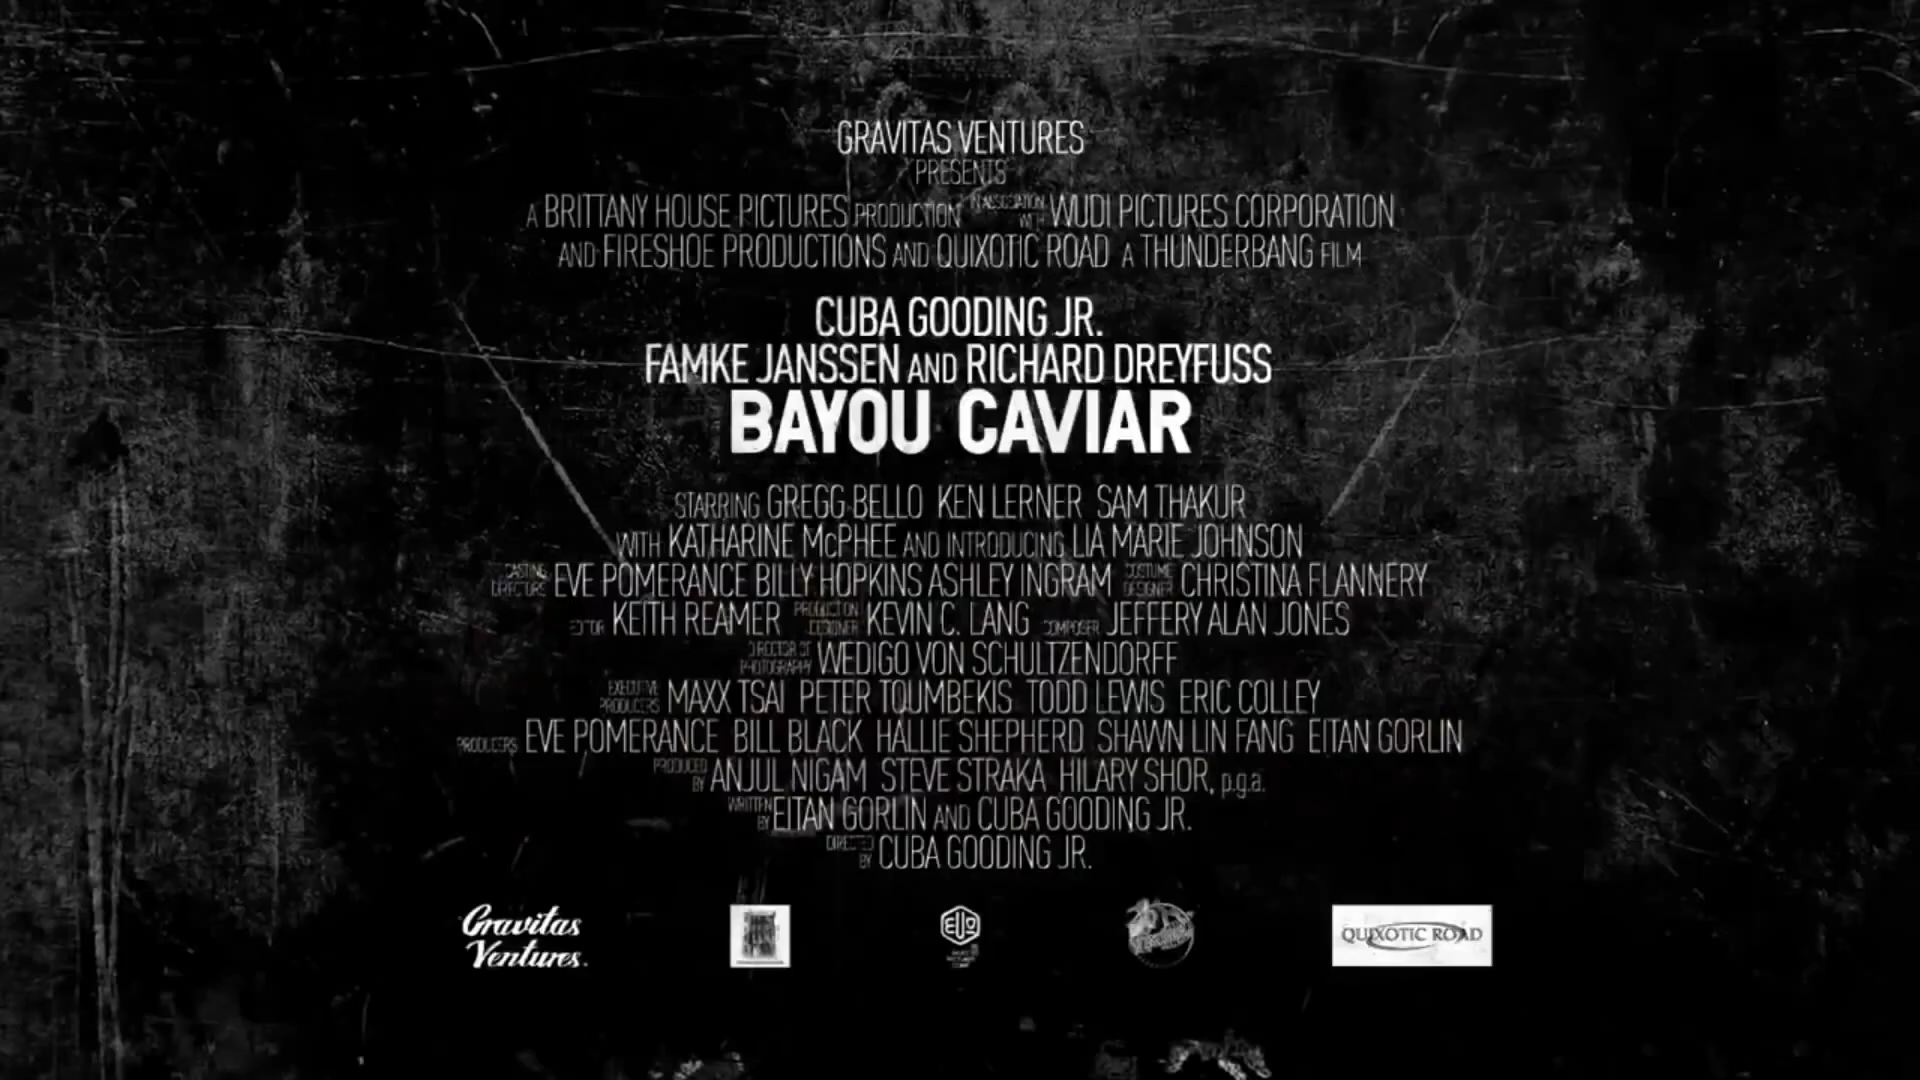 GRAVITAS VENTURES
PRESENTS
A BRITTANY HOUSE PICTURES PRODUCTION IN ASSOCIATION WITH WUDI PICTURES CORPORATION
AND FIRESHOE PRODUCTIONS AND QUIXOTIC ROAD A THUNDERBANG FILM
CUBA GOODING JR.
FAMKE JANSSEN AND RICHARD DREYFUSS
BAYOU CAVIAR
STARRING GREGG BELLO KEN LERNER SAM THAKUR
WITH KATHARINE McPHEE AND INTRODUCING LIA MARIE JOHNSON
CASTING DIRECTORS EVE POMERANCE BILLY HOPKINS ASHLEY INGRAM COSTUME DESIGNER CHRISTINA FLANNERY
EDITOR KEITH REAMER PRODUCTION DESIGNER KEVIN C. LANG COMPOSER JEFFERY ALAN JONES
DIRECTOR OF PHOTOGRAPHY WEDIGO VON SCHULTZENDORFF
EXECUTIVE PRODUCERS MAXX TSAI PETER TOUMBEKIS TODD LEWIS ERIC COLLEY
PRODUCERS EVE POMERANCE BILL BLACK HALLIE SHEPHERD SHAWN LIN FANG EITAN GORLIN
PRODUCED BY ANJUL NIGAM STEVE STRAKA HILARY SHOR, p.g.a.
WRITTEN BY EITAN GORLIN AND CUBA GOODING JR.
DIRECTED BY CUBA GOODING JR.
Gravitas Ventures
QUIXOTIC ROAD